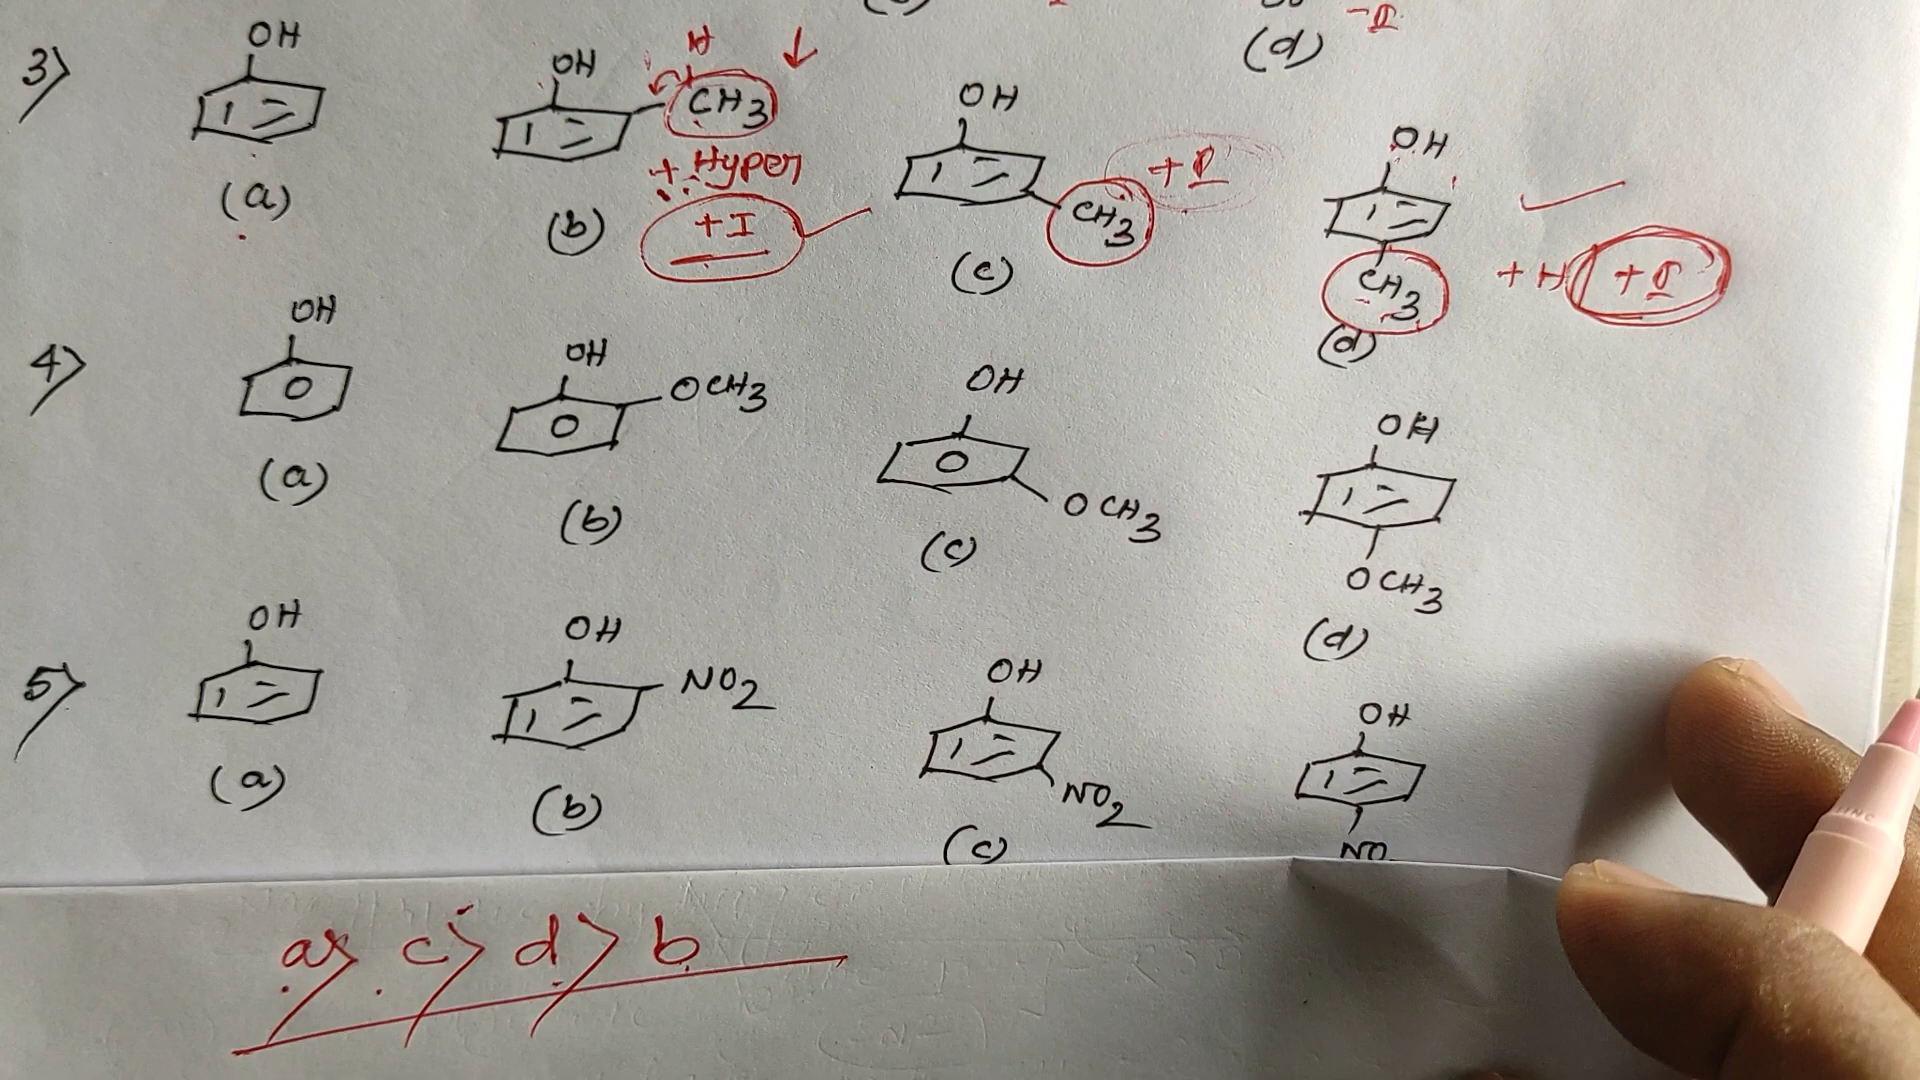 (d) -I
3) OH OH H OH OH
CH3 + Hyper +I CH3 +I CH3 + H +I
(a) (b) (c) (d)
4) OH OH OCH3 OH OCH3 OH OCH3
(a) (b) (c) (d)
5) OH OH NO2 OH NO2 OH NO
(a) (b) (c)
a > c > d > b